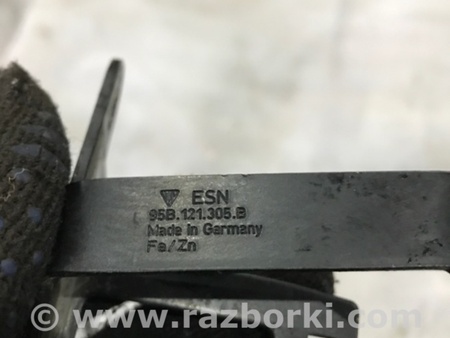 ESN
95B.121.305.B
Made in Germany
Fe/Zn
www.razborki.com